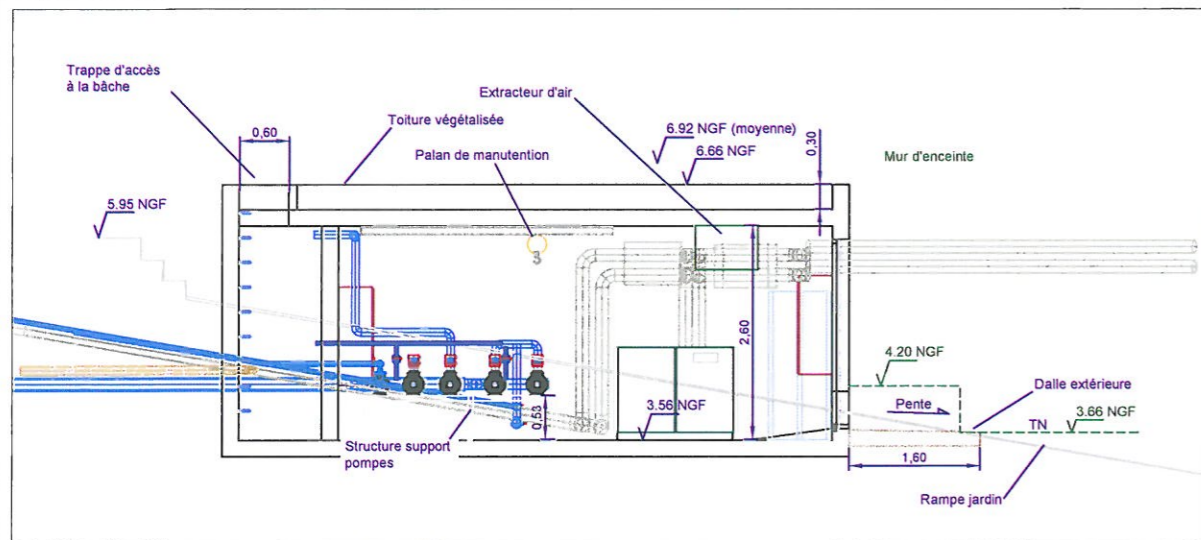 Trappe d'accès
à la bâche
0,60
Toiture végétalisée
Extracteur d'air
Palan de manutention
6.92 NGF (moyenne)
6.66 NGF
0,30
Mur d'enceinte
5.95 NGF
3
2,60
4.20 NGF
Dalle extérieure
Pente
3.56 NGF
0,53
TN
3.66 NGF
Structure support
pompes
1,60
Rampe jardin